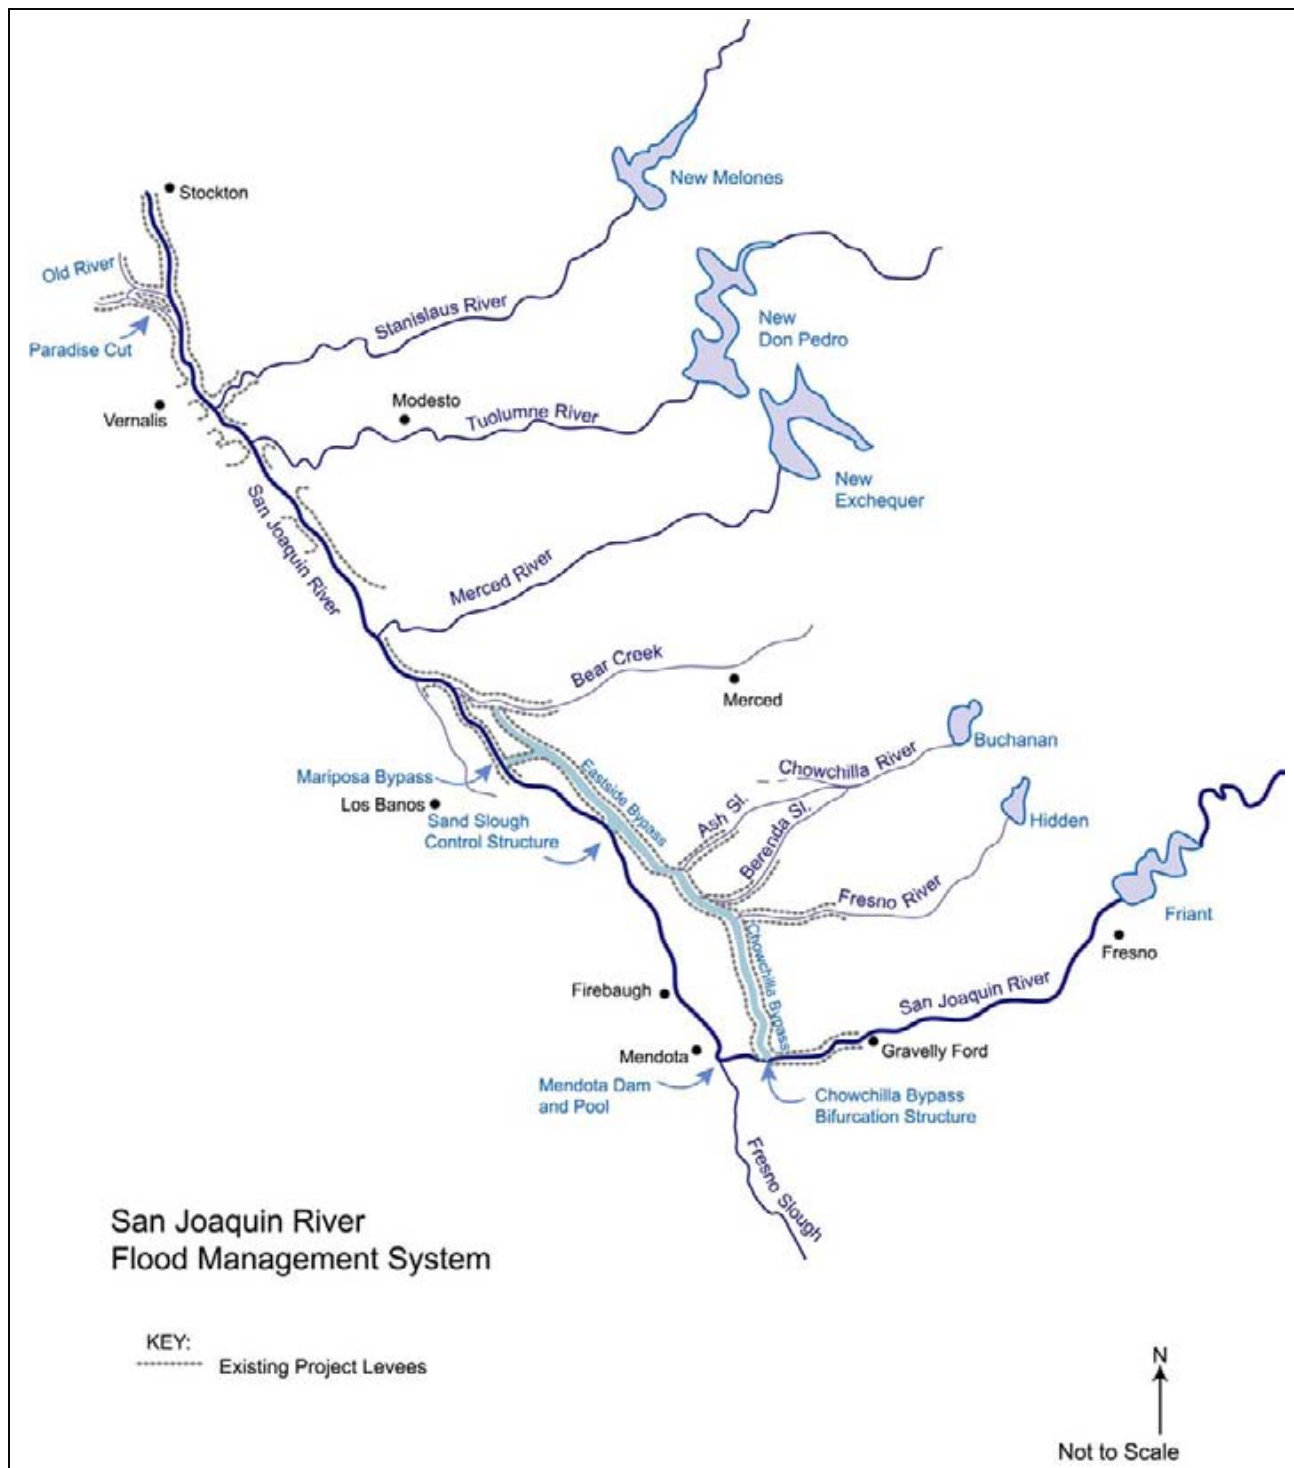 New Melones
Stockton
Old River
Stanislaus River
New
Don Pedro
Paradise Cut
Modesto
Vernalis
Tuolumne River
New
Exchequer
San Joaquin River
Merced River
Bear Creek
Merced
Buchanan
Chowchilla River
Mariposa Bypass
Eastside Bypass
Los Banos
Ash Sl.
Hidden
Sand Slough
Control Structure
Berenda Sl.
Fresno River
Friant
Fresno
Chowchilla Bypass
Firebaugh
San Joaquin River
Mendota
Gravelly Ford
Mendota Dam
and Pool
Chowchilla Bypass
Bifurcation Structure
Fresno Slough
San Joaquin River
Flood Management System
KEY:
Existing Project Levees
N
Not to Scale